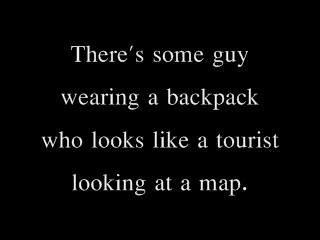 There's some guy
wearing a backpack
who looks like a tourist
looking at a map.